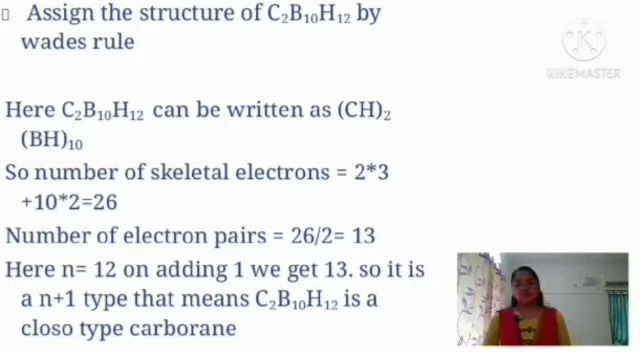 ▯ Assign the structure of C₂B₁₀H₁₂ by
wades rule
KINEMASTER
Here C₂B₁₀H₁₂ can be written as (CH)₂
(BH)₁₀
So number of skeletal electrons = 2*3
+10*2=26
Number of electron pairs = 26/2= 13
Here n= 12 on adding 1 we get 13. so it is
a n+1 type that means C₂B₁₀H₁₂ is a
closo type carborane